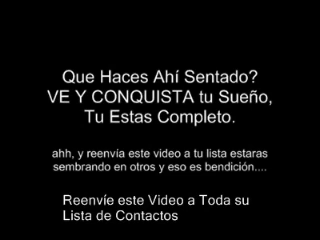 Que Haces Ahí Sentado?
VE Y CONQUISTA tu Sueño,
Tu Estas Completo.
ahh, y reenvía este video a tu lista estaras
sembrando en otros y eso es bendición....
Reenvíe este Video a Toda su
Lista de Contactos